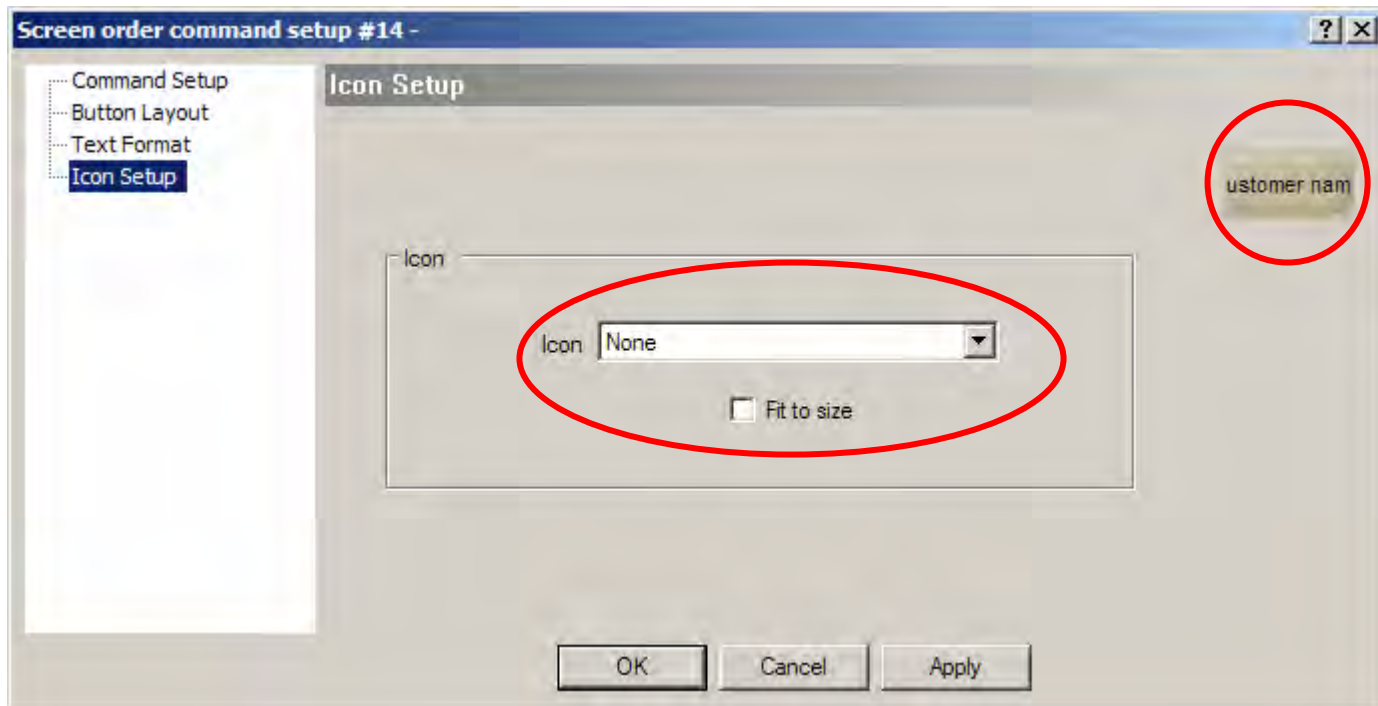 Screen order command setup #14 -
Command Setup
Button Layout
Text Format
Icon Setup
Icon Setup
ustomer nam
Icon
Icon None
Fit to size
OK Cancel Apply